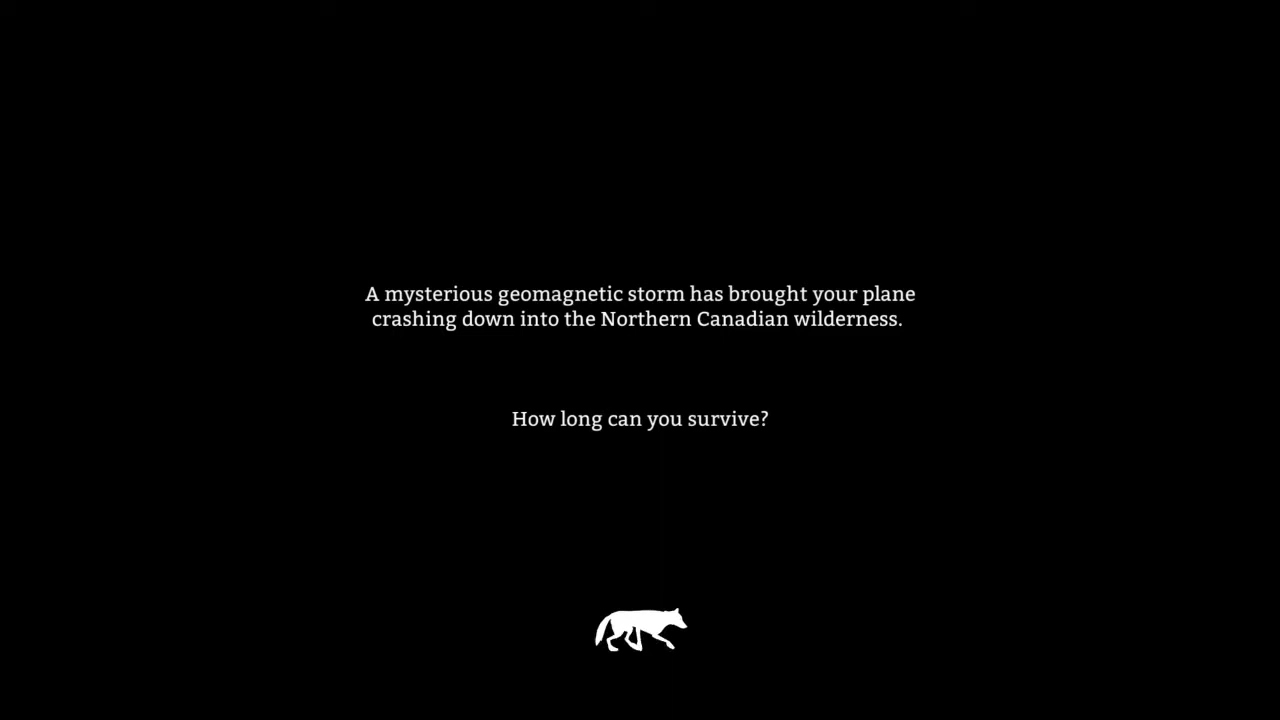 A mysterious geomagnetic storm has brought your plane
crashing down into the Northern Canadian wilderness.
How long can you survive?